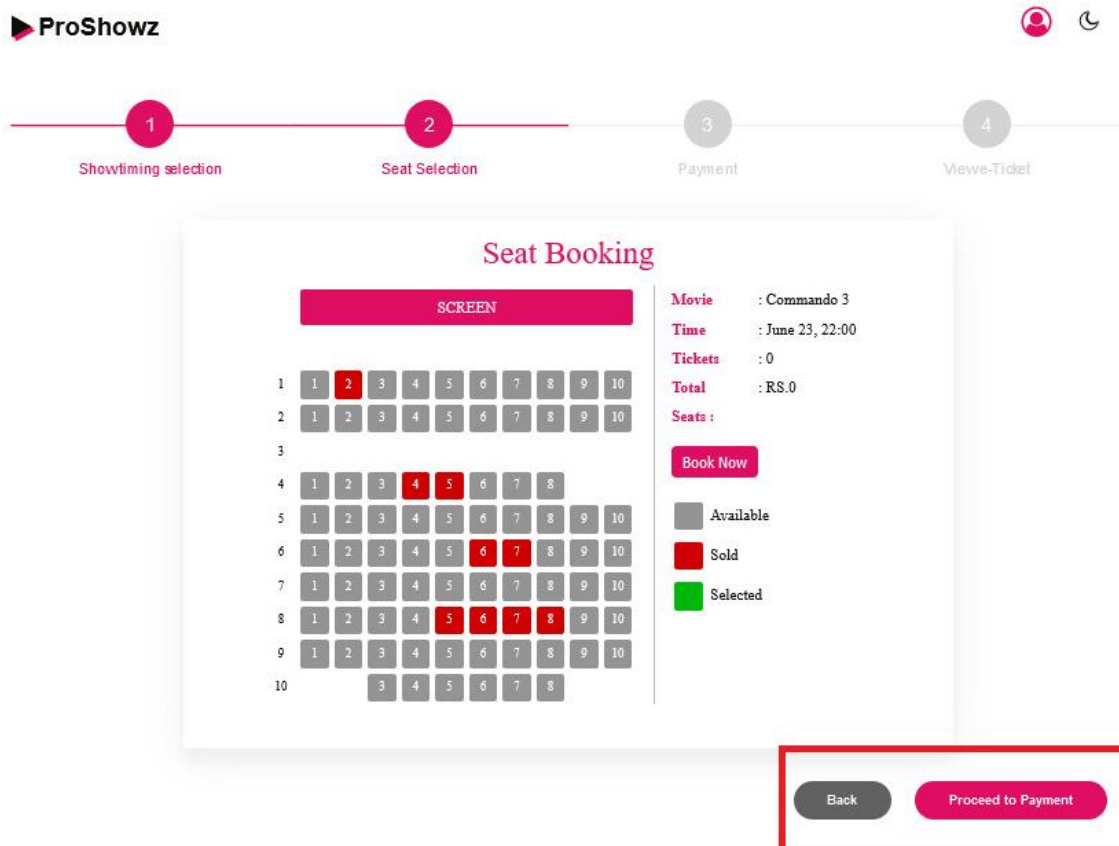 ProShowz
1 2 3 4
Showtiming selection Seat Selection Payment Viewe-Ticket
Seat Booking
SCREEN
1 1 2 3 4 5 6 7 8 9 10
2 1 2 3 4 5 6 7 8 9 10
3
4 1 2 3 4 5 6 7 8
5 1 2 3 4 5 6 7 8 9 10
6 1 2 3 4 5 6 7 8 9 10
7 1 2 3 4 5 6 7 8 9 10
8 1 2 3 4 5 6 7 8 9 10
9 1 2 3 4 5 6 7 8 9 10
10 3 4 5 6 7 8
Movie : Commando 3
Time : June 23, 22:00
Tickets : 0
Total : RS.0
Seats :
Book Now
Available
Sold
Selected
Back Proceed to Payment